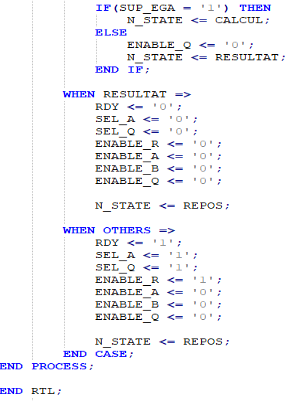 IF(SUP_EGA = '1') THEN
N_STATE <= CALCUL;
ELSE
ENABLE_Q <= '0';
N_STATE <= RESULTAT;
END IF;
WHEN RESULTAT =>
RDY <= '0';
SEL_A <= '0';
SEL_Q <= '0';
ENABLE_R <= '0';
ENABLE_A <= '0';
ENABLE_B <= '0';
ENABLE_Q <= '0';
N_STATE <= REPOS;
WHEN OTHERS =>
RDY <= '1';
SEL_A <= '1';
SEL_Q <= '1';
ENABLE_R <= '1';
ENABLE_A <= '0';
ENABLE_B <= '0';
ENABLE_Q <= '0';
N_STATE <= REPOS;
END CASE;
END PROCESS;
END RTL;